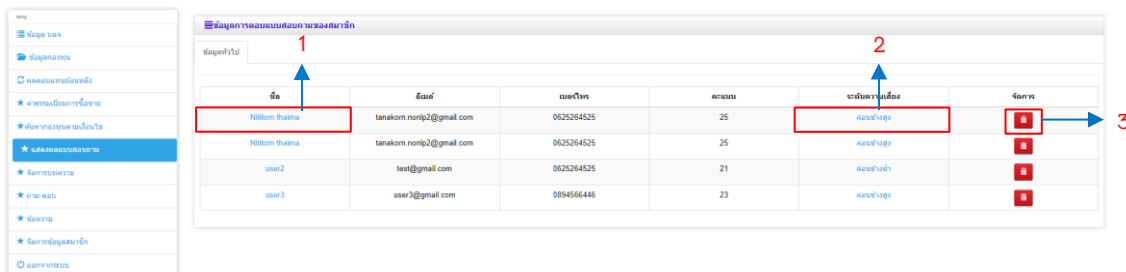 เมนู
ข้อมูล บลจ.
ข้อมูลกองทุน
ผลตอบแทนย้อนหลัง
ค่าธรรมเนียมการซื้อขาย
ค้นหากองทุนตามเงื่อนไข
แสดงผลแบบสอบถาม
จัดการบทความ
ถาม-ตอบ
ข้อความ
จัดการข้อมูลสมาชิก
ออกจากระบบ
ข้อมูลการตอบแบบสอบถามของสมาชิก
ข้อมูลทั่วไป
1 2
ชื่อ อีเมล์ เบอร์โทร คะแนน ระดับความเสี่ยง จัดการ
Nititorn thaima tanakorn.nonlp2@gmail.com 0625264525 25 ค่อนข้างสูง
3
Nititorn thaima tanakorn.nonlp2@gmail.com 0625264525 25 ค่อนข้างสูง
user2 test@gmail.com 0625264525 21 ค่อนข้างต่ำ
user3 user3@gmail.com 0894566446 23 ค่อนข้างสูง